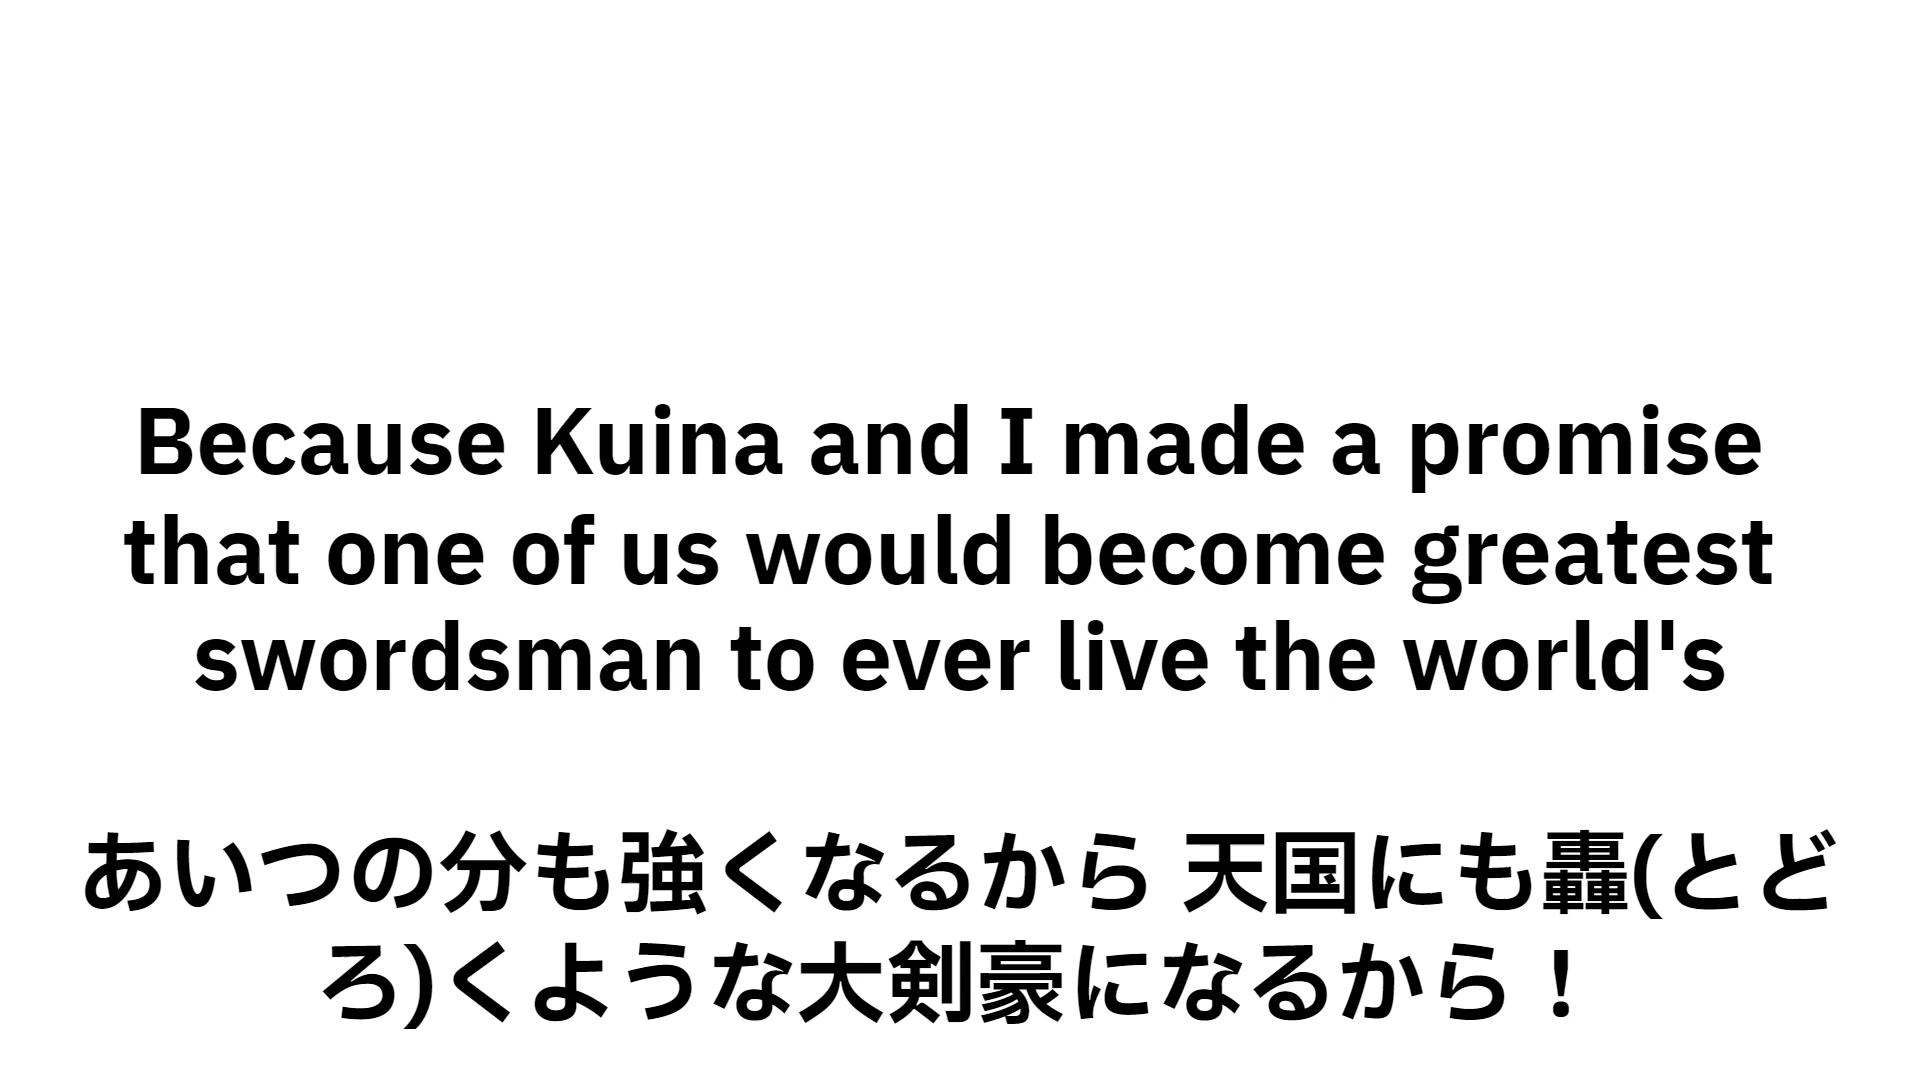 Because Kuina and I made a promise
that one of us would become greatest
swordsman to ever live the world's
あいつの分も強くなるから 天国にも轟(とど
ろ)くような大剣豪になるから！